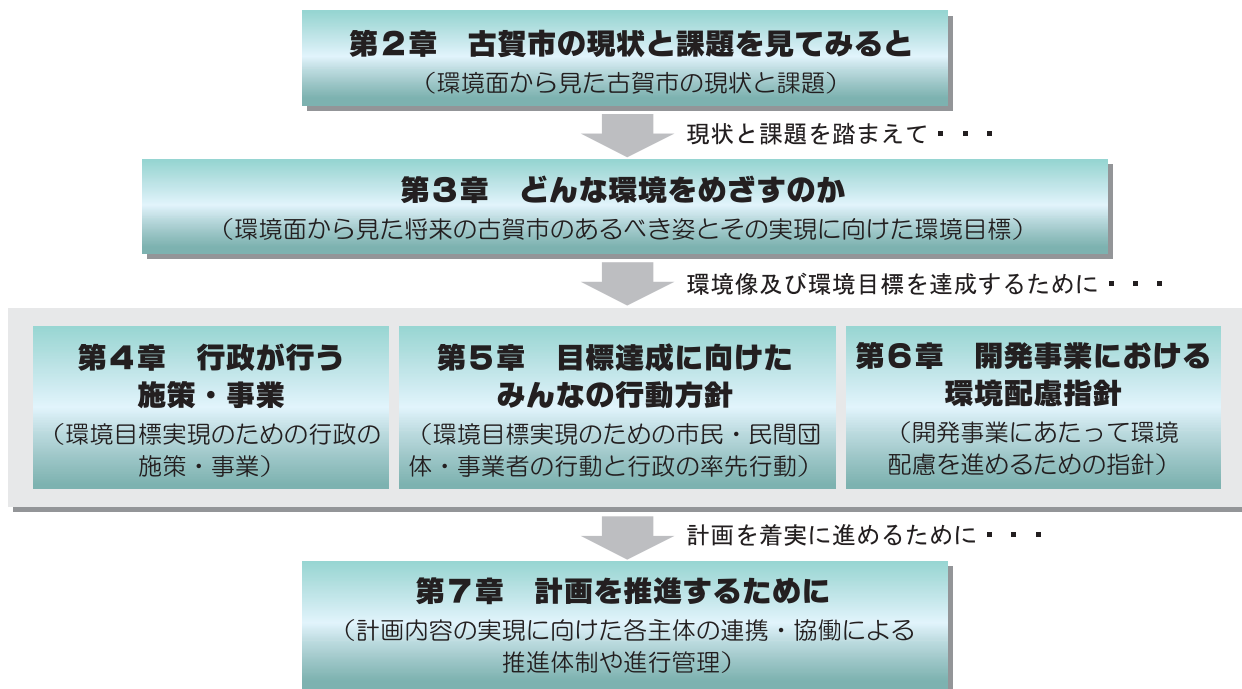 第２章　古賀市の現状と課題を見てみると
（環境面から見た古賀市の現状と課題）
現状と課題を踏まえて・・・
第３章　どんな環境をめざすのか
（環境面から見た将来の古賀市のあるべき姿とその実現に向けた環境目標）
環境像及び環境目標を達成するために・・・
第４章　行政が行う
施策・事業
（環境目標実現のための行政の
施策・事業）
第５章　目標達成に向けた
みんなの行動方針
（環境目標実現のための市民・民間団
体・事業者の行動と行政の率先行動）
第６章　開発事業における
環境配慮指針
（開発事業にあたって環境
配慮を進めるための指針）
計画を着実に進めるために・・・
第７章　計画を推進するために
（計画内容の実現に向けた各主体の連携・協働による
推進体制や進行管理）